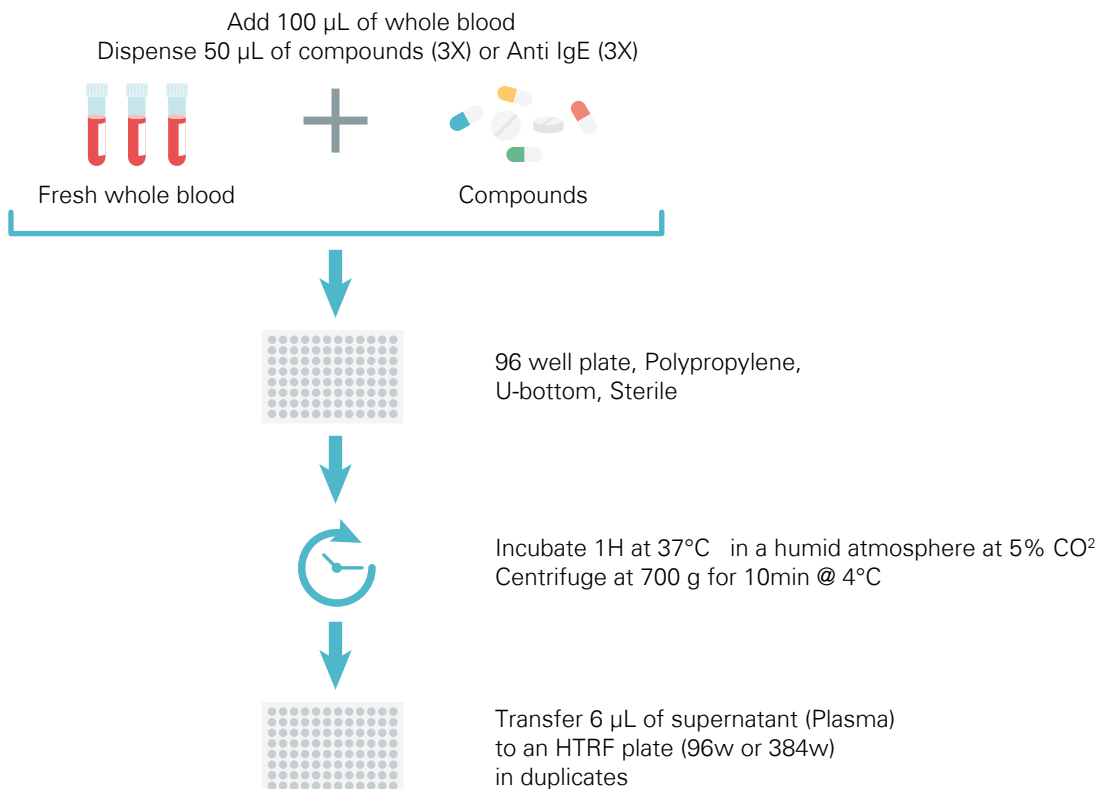 Add 100 µL of whole blood
Dispense 50 µL of compounds (3X) or Anti IgE (3X)
Fresh whole blood
Compounds
96 well plate, Polypropylene,
U-bottom, Sterile
Incubate 1H at 37°C in a humid atmosphere at 5% CO²
Centrifuge at 700 g for 10min @ 4°C
Transfer 6 µL of supernatant (Plasma)
to an HTRF plate (96w or 384w)
in duplicates